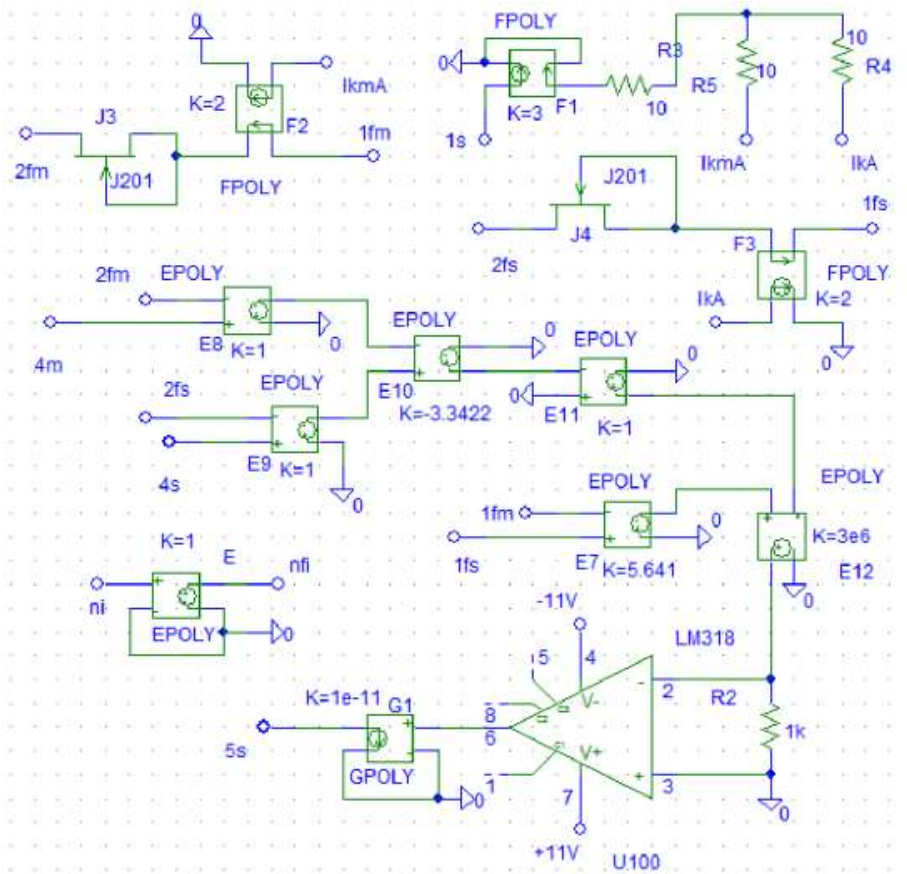 0
FPOLY
10
10
R3
R5
10
R4
IkmA
K=2
0
K=3
F1
10
J3
F2
1fm
1s
IkmA
IkA
2fm
J201
FPOLY
J201
1fs
J4
F3
2fs
FPOLY
2fm
EPOLY
IkA
K=2
EPOLY
0
EPOLY
0
4m
E8
K=1
0
0
2fs
EPOLY
E10
0
E11
K=-3.3422
K=1
E9
K=1
4s
0
EPOLY
EPOLY
1fm
0
K=3e6
K=1
E
nfi
1fs
E7
K=5.641
E12
ni
0
-11V
EPOLY
0
LM318
5
4
V-
2
R2
K=1e-11
G1
8
1k
5s
6
V+
GPOLY
0
1
7
3
0
+11V
U100